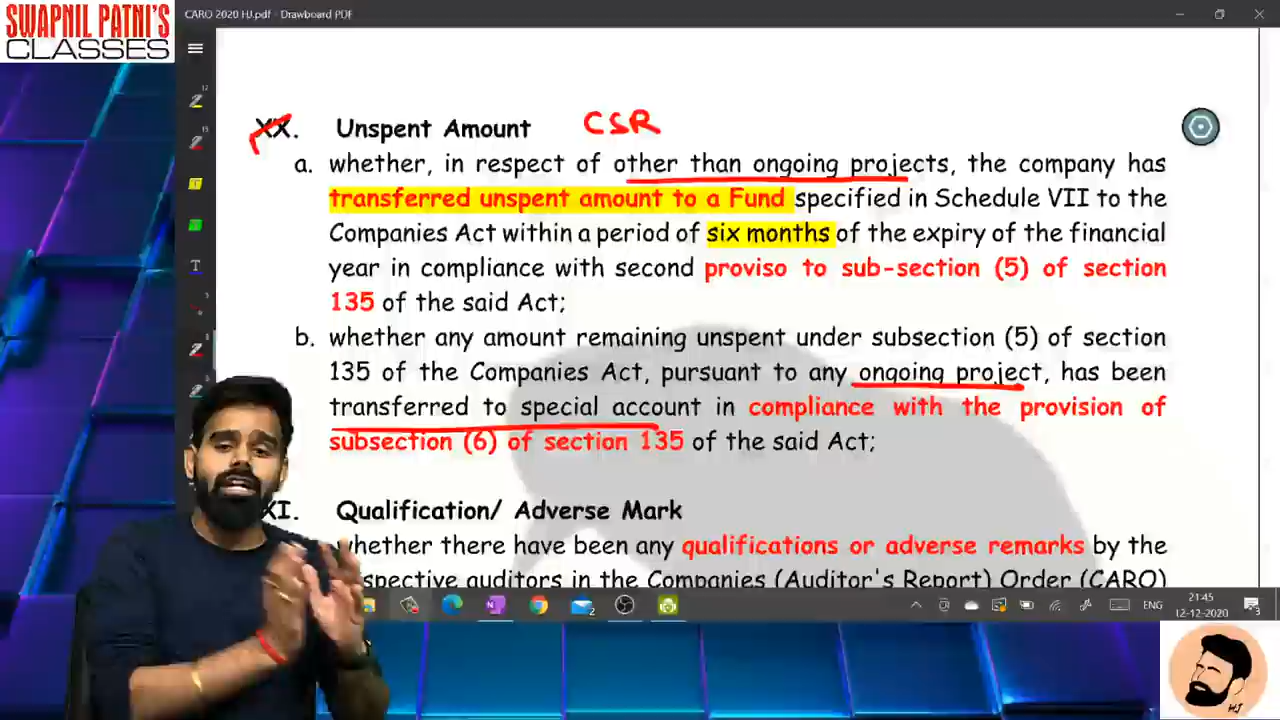 SWAPNIL PATNI'S
CLASSES
CARO 2020 HJ.pdf - Drawboard PDF
XX. Unspent Amount CSR
a. whether, in respect of other than ongoing projects, the company has
transferred unspent amount to a Fund specified in Schedule VII to the
Companies Act within a period of six months of the expiry of the financial
year in compliance with second proviso to sub-section (5) of section
135 of the said Act;
b. whether any amount remaining unspent under subsection (5) of section
135 of the Companies Act, pursuant to any ongoing project, has been
transferred to special account in compliance with the provision of
subsection (6) of section 135 of the said Act;
XI. Qualification/ Adverse Mark
whether there have been any qualifications or adverse remarks by the
spective auditors in the Companies (Auditor's Report) Order (CARO)
ENG
21:45
12-12-2020
HJ